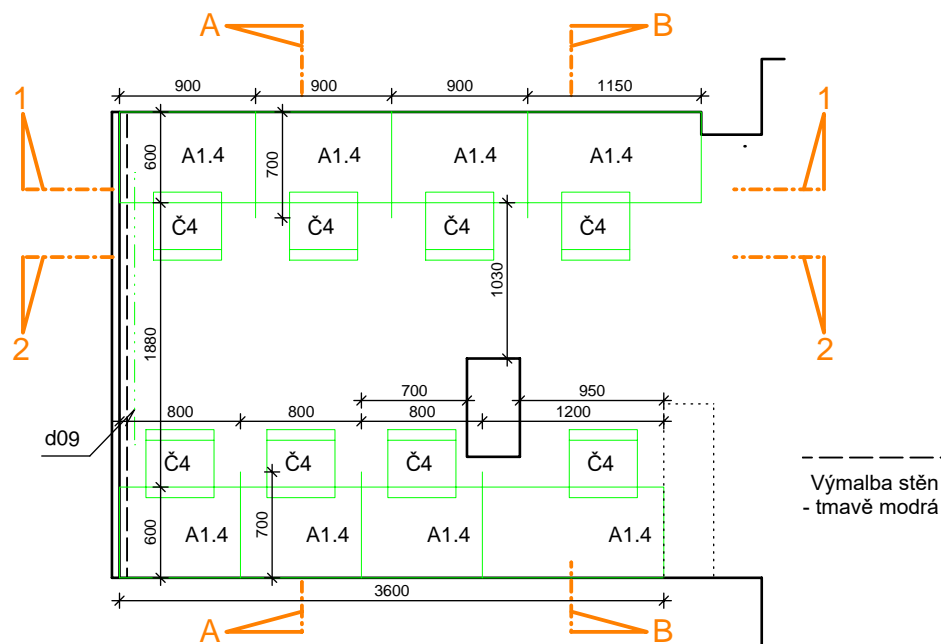 A
B
900
900
900
1150
1
1
600
A1.4
700
A1.4
A1.4
A1.4
Č4
Č4
Č4
Č4
1030
2
2
1880
700
950
800
800
800
1200
d09
Č4
Č4
Č4
Č4
Výmalba stěn
- tmavě modrá
600
A1.4
700
A1.4
A1.4
A1.4
3600
A
B